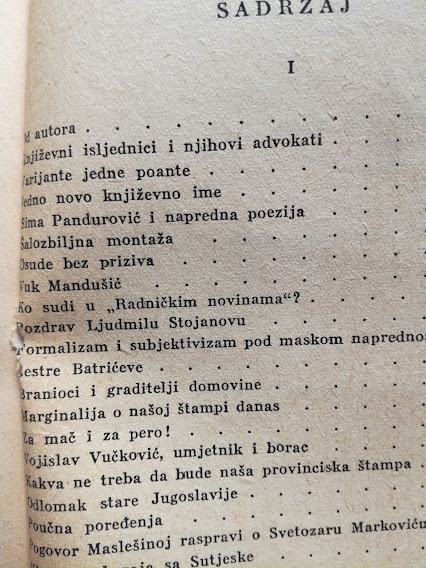 SADRŽAJ
I
Od autora . . . . . . . .
Književni isljednici i njihovi advokati . . .
Varijante jedne poante . . . . . .
Jedno novo književno ime . . . . .
Sima Pandurović i napredna poezija . . .
Šalozbiljna montaža . . . . . .
Osude bez priziva . . . . . .
Vuk Mandušić . . . . . . .
Ko sudi u „Radničkim novinama“? . . .
Pozdrav Ljudmilu Stojanovu . . . . .
Formalizam i subjektivizam pod maskom naprednos
Sestre Batrićeve . . . . . . .
Branioci i graditelji domovine . . . .
Marginalija o našoj štampi danas . . . .
Za mač i za pero! . . . . . .
Vojislav Vučković, umjetnik i borac . . .
Kakva ne treba da bude naša provinciska štampa .
Odlomak stare Jugoslavije . . . . .
Poučna poređenja . . . . . .
Pogovor Maslešinoj raspravi o Svetozaru Markoviću
sa Sutjeske . . . .